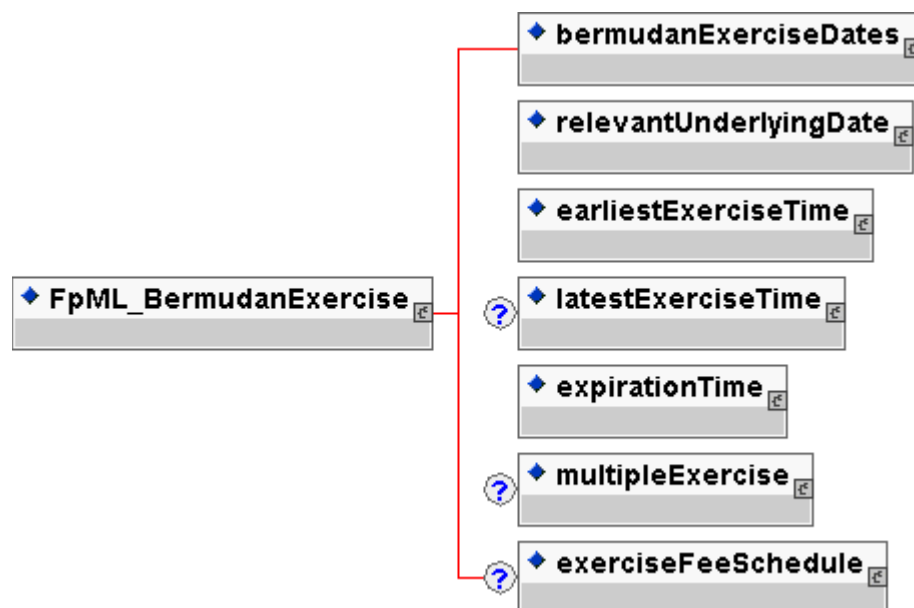 bermudanExerciseDates
relevantUnderlyingDate
earliestExerciseTime
FpML_BermudanExercise
? latestExerciseTime
expirationTime
? multipleExercise
? exerciseFeeSchedule